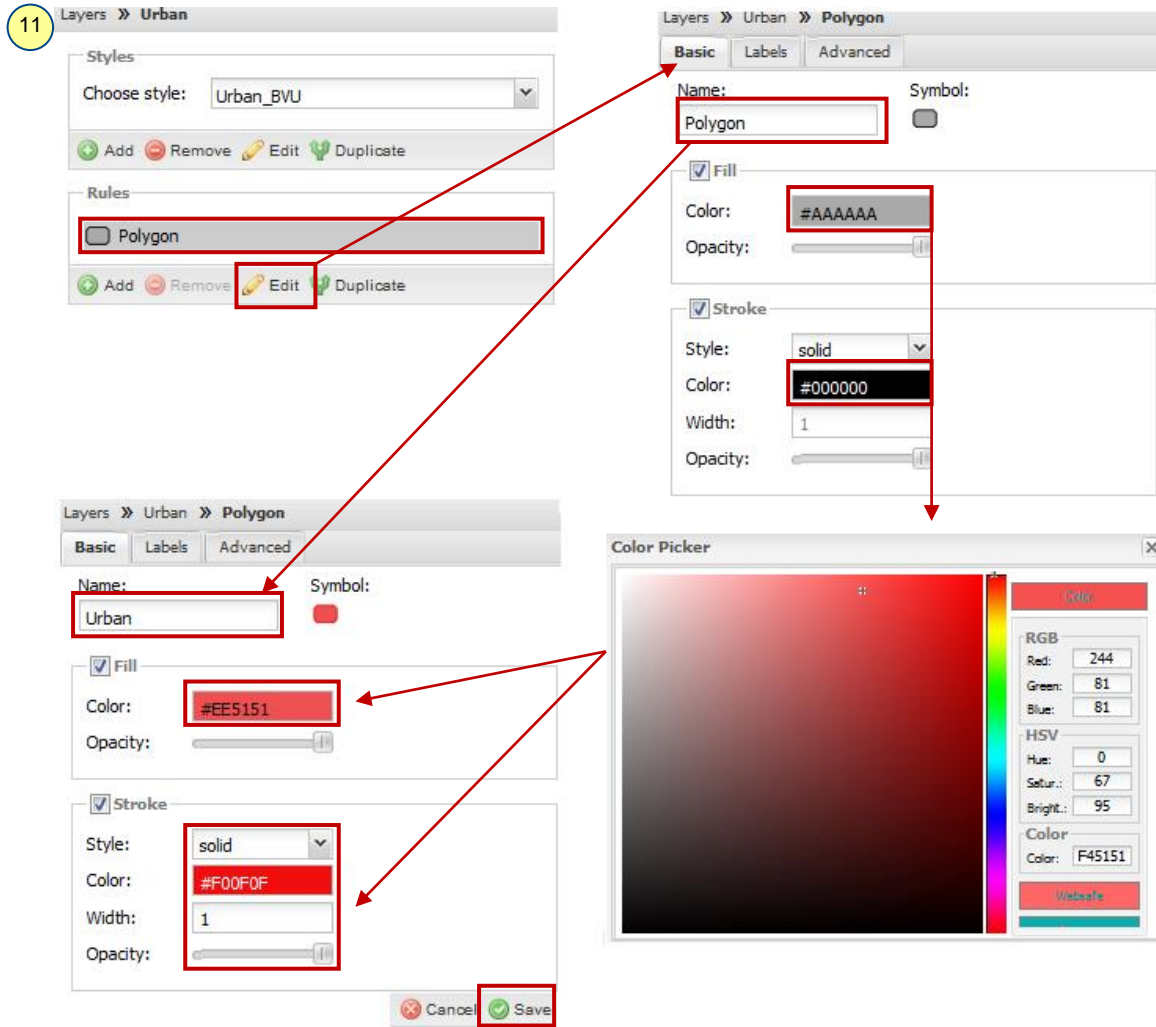 11
Layers » Urban
Styles
Choose style: Urban_BVU
Add Remove Edit Duplicate
Rules
Polygon
Add Remove Edit Duplicate
Layers » Urban » Polygon
Basic Labels Advanced
Name: Symbol:
Polygon
Fill
Color: #AAAAAA
Opacity:
Stroke
Style: solid
Color: #000000
Width: 1
Opacity:
Layers » Urban » Polygon
Basic Labels Advanced
Name: Symbol:
Urban
Fill
Color: #EE5151
Opacity:
Stroke
Style: solid
Color: #F00F0F
Width: 1
Opacity:
Cancel Save
Color Picker
Color
RGB
Red: 244
Green: 81
Blue: 81
HSV
Hue: 0
Satur.: 67
Bright.: 95
Color
Color: F45151
Websafe